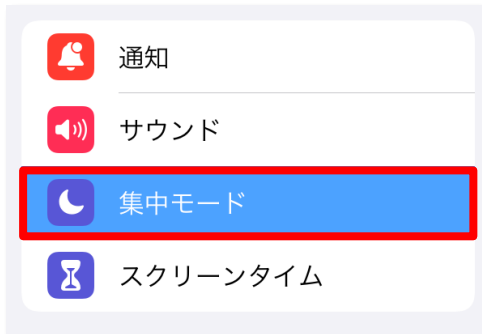 通知
サウンド
集中モード
スクリーンタイム